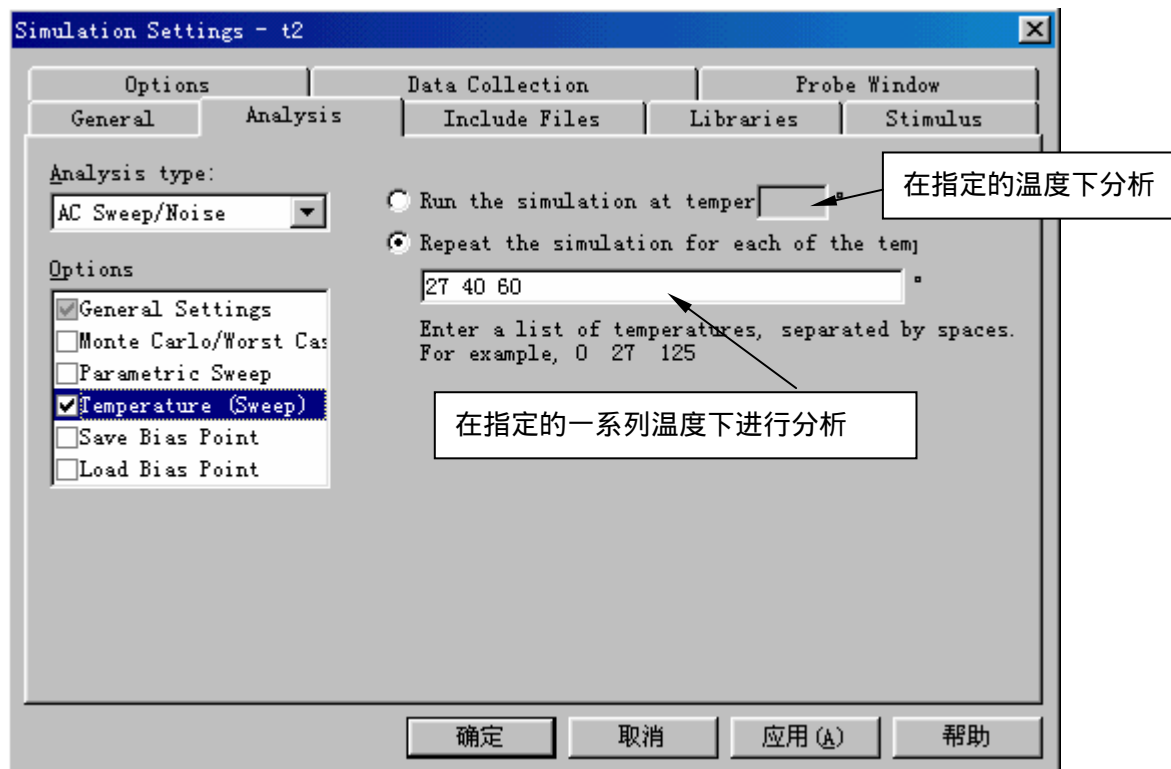 Simulation Settings - t2
Options
Data Collection
Probe Window
General
Analysis
Include Files
Libraries
Stimulus
Analysis type:
AC Sweep/Noise
Options
General Settings
Monte Carlo/Worst Cas
Parametric Sweep
Temperature (Sweep)
Save Bias Point
Load Bias Point
Run the simulation at temper
Repeat the simulation for each of the temp
27 40 60
Enter a list of temperatures, separated by spaces.
For example, 0 27 125
在指定的温度下分析
在指定的一系列温度下进行分析
确定
取消
应用(A)
帮助